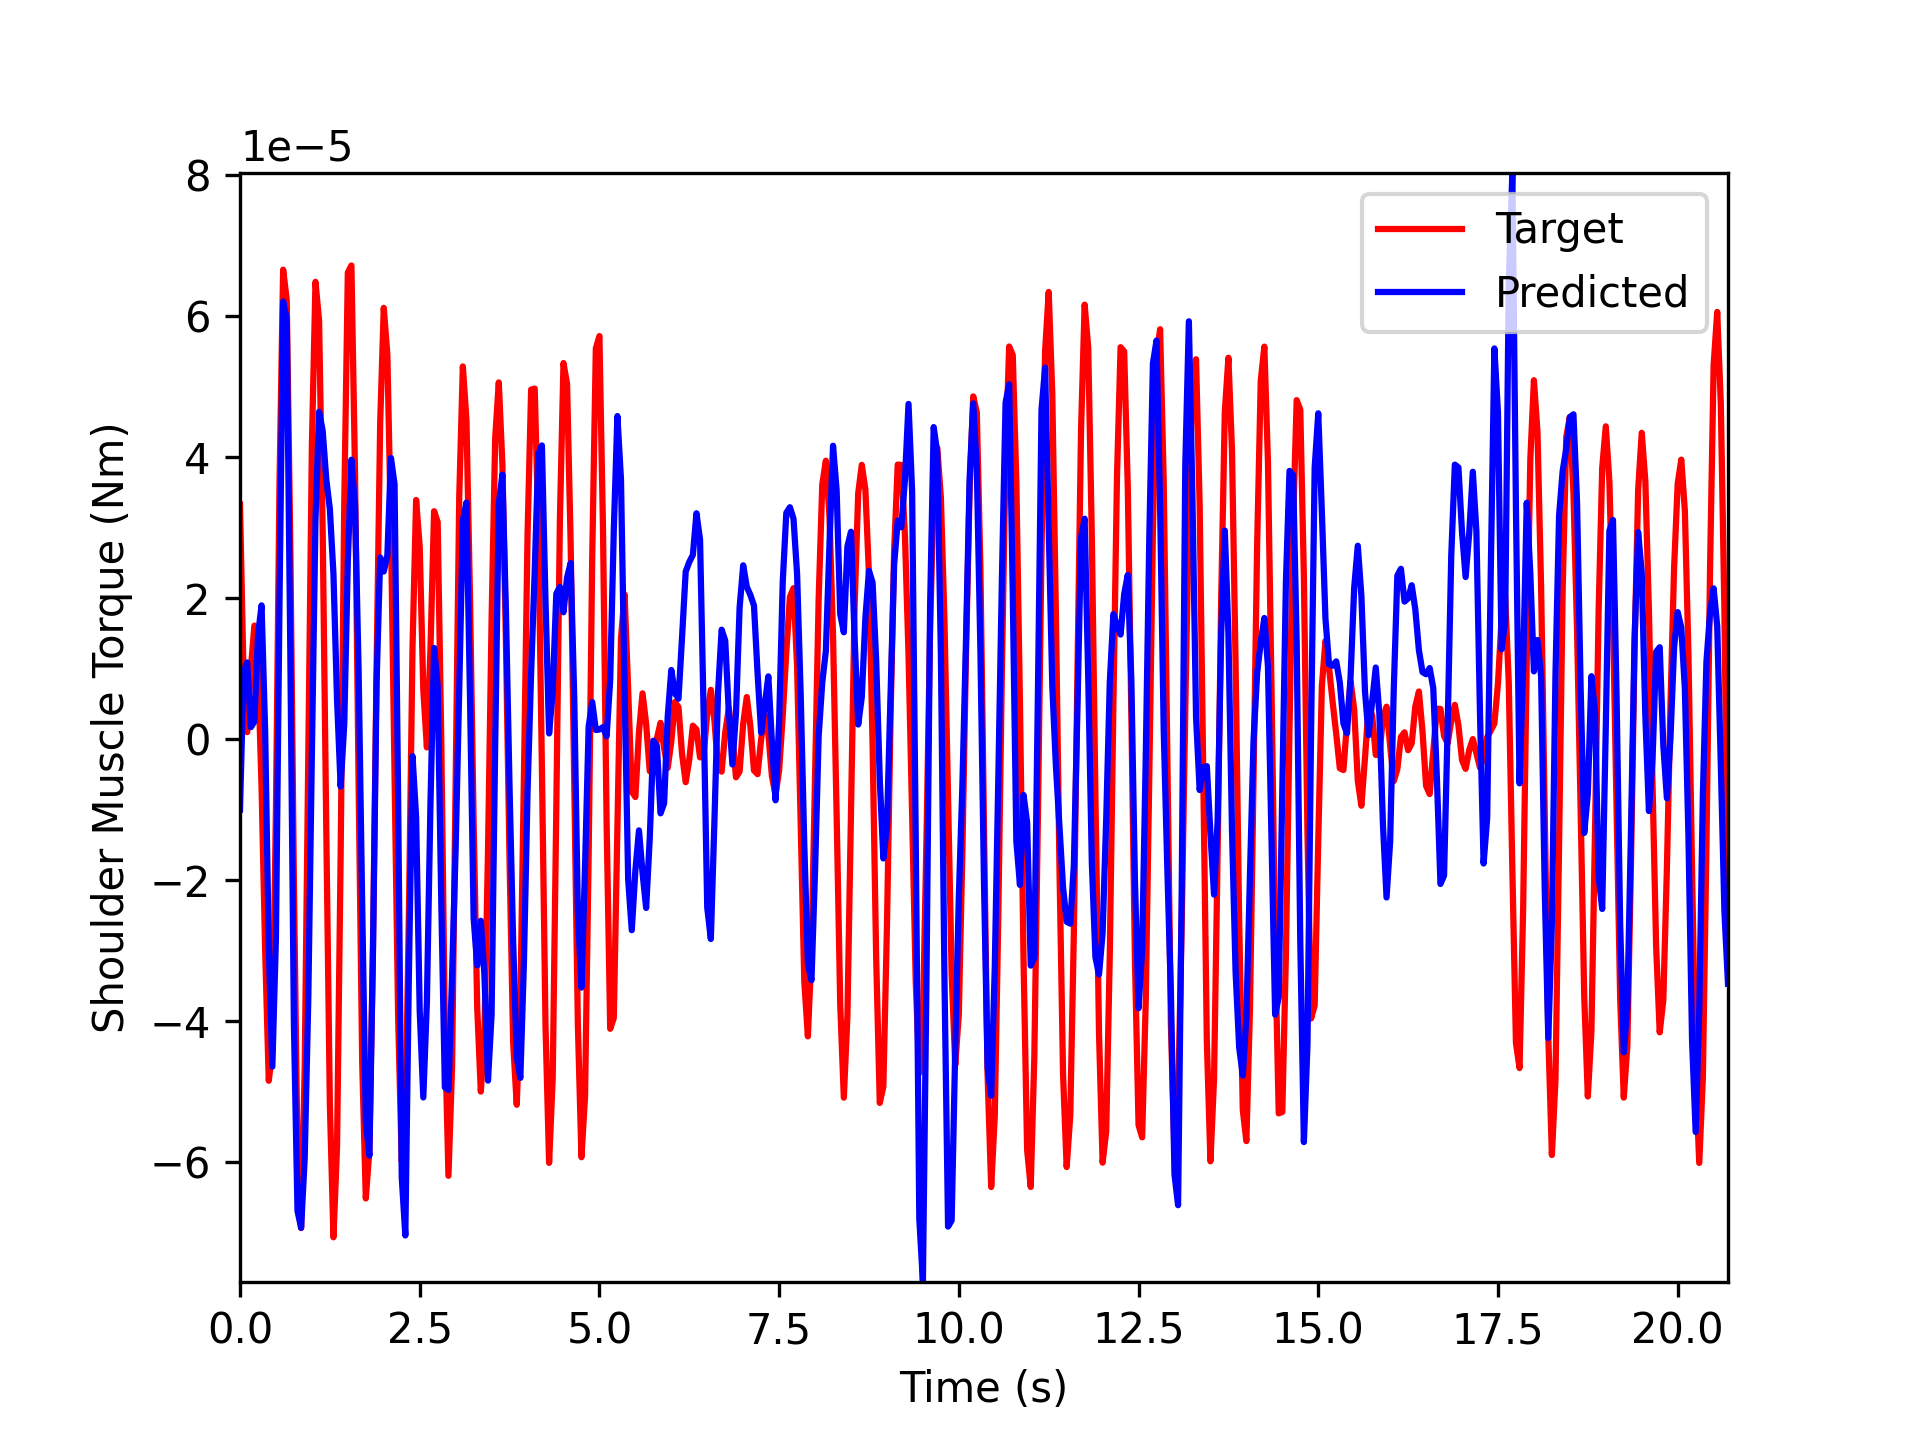 1e−5
8
6
4
2
0
−2
−4
−6
Shoulder Muscle Torque (Nm)
Target
Predicted
0.0 2.5 5.0 7.5 10.0 12.5 15.0 17.5 20.0
Time (s)